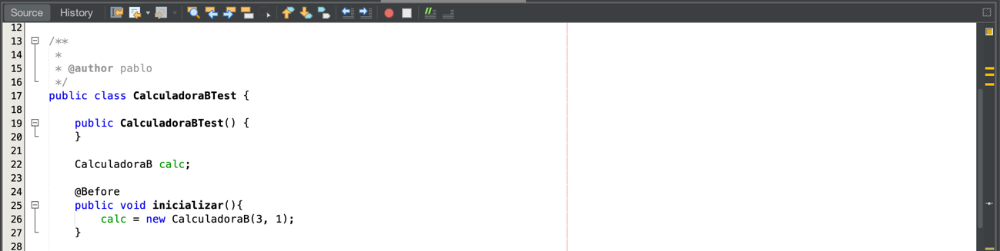 Source History
12
13 /**
14 *
15 * @author pablo
16 */
17 public class CalculadoraBTest {
18
19 public CalculadoraBTest() {
20 }
21
22 CalculadoraB calc;
23
24 @Before
25 public void inicializar(){
26 calc = new CalculadoraB(3, 1);
27 }
28